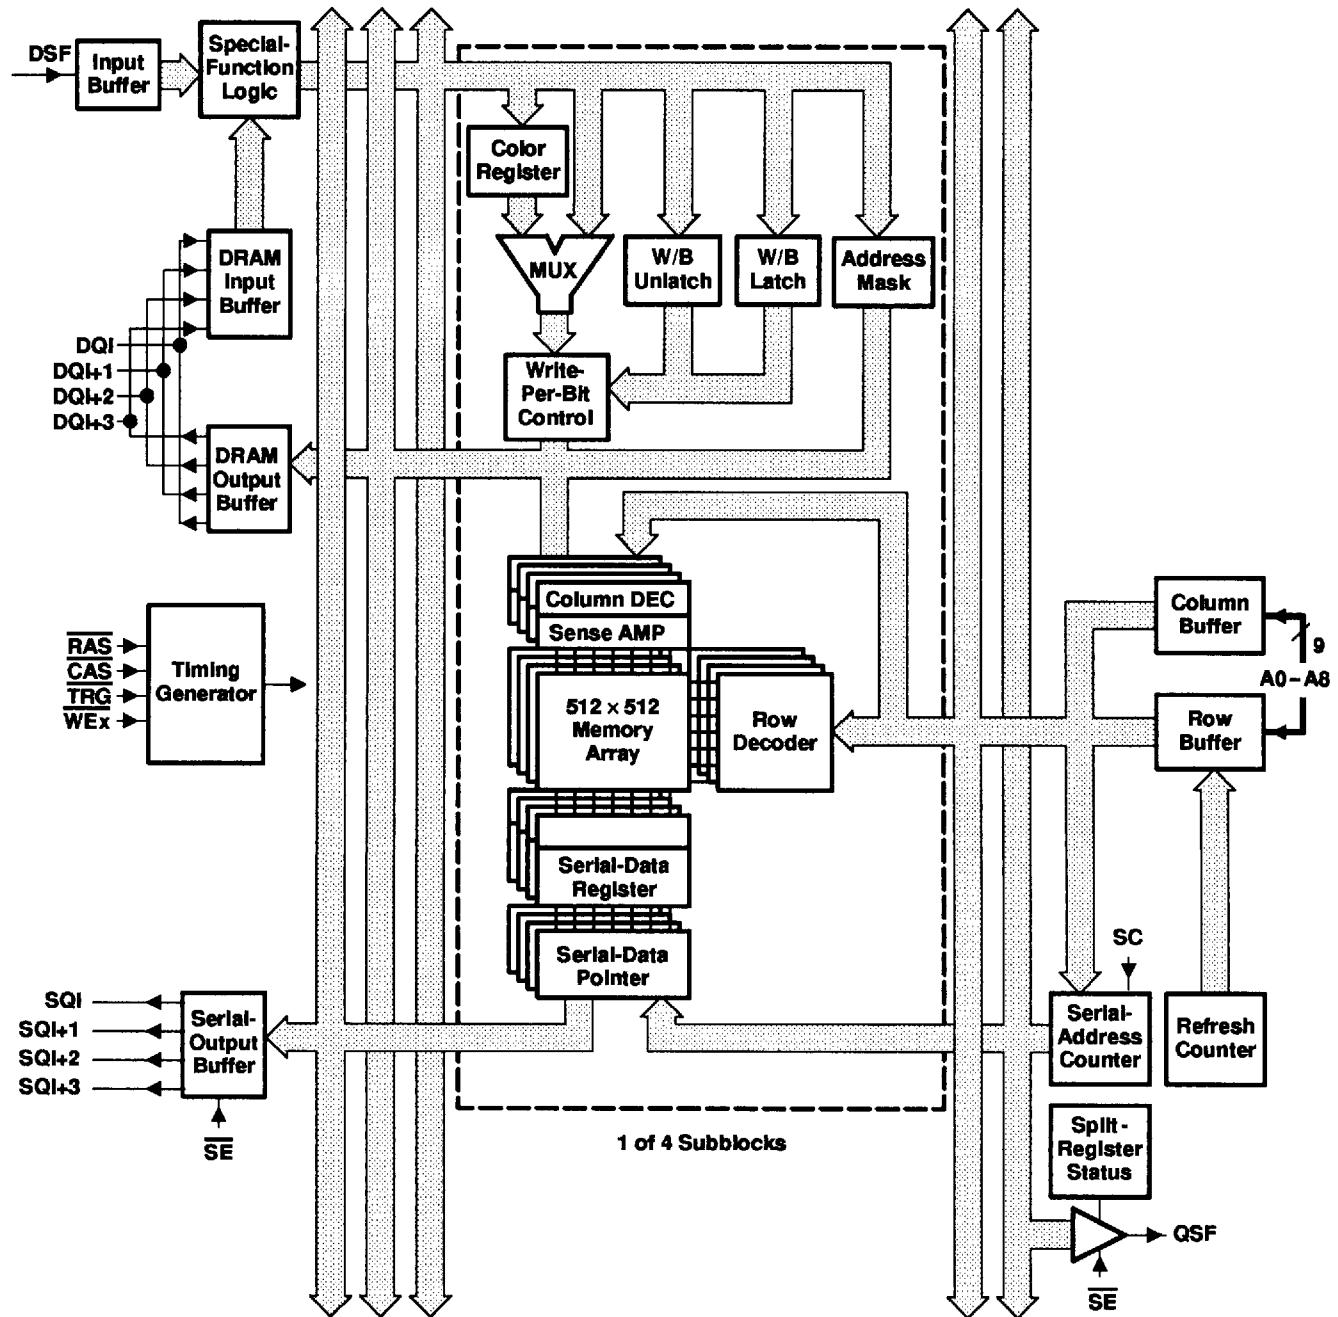 DSF
Input
Buffer
Special-
Function
Logic
Color
Register
MUX
W/B
Unlatch
W/B
Latch
Address
Mask
DRAM
Input
Buffer
DQI
DQI+1
DQI+2
DQI+3
Write-
Per-Bit
Control
DRAM
Output
Buffer
Column DEC
Sense AMP
RAS
CAS
TRG
WEx
Timing
Generator
512 × 512
Memory
Array
Row
Decoder
Column
Buffer
9
A0-A8
Row
Buffer
Serial-Data
Register
Serial-Data
Pointer
SC
SQI
SQI+1
SQI+2
SQI+3
Serial-
Output
Buffer
SE
Serial-
Address
Counter
Refresh
Counter
1 of 4 Subblocks
Split-
Register
Status
QSF
SE